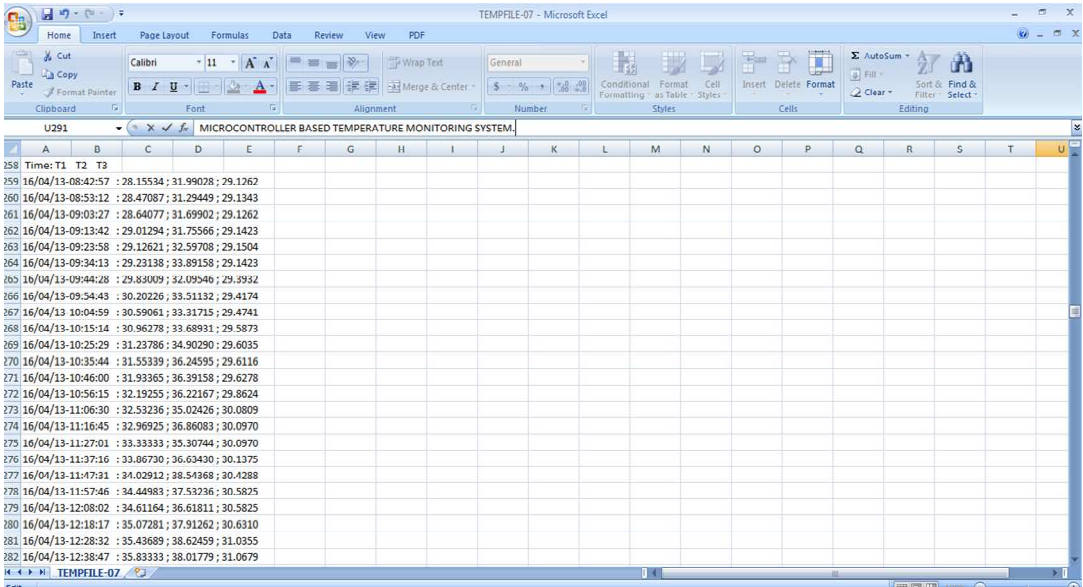 TEMPFILE-07 - Microsoft Excel
Home Insert Page Layout Formulas Data Review View PDF
Cut
Copy
Format Painter
Paste
Calibri 11 A A
B I U A
Wrap Text
Merge & Center
General
$ % ,
Conditional Formatting
Format as Table
Cell Styles
Insert Delete Format
Σ AutoSum
Fill
Clear
Sort & Filter
Find & Select
Clipboard Font Alignment Number Styles Cells Editing
U291 fx MICROCONTROLLER BASED TEMPERATURE MONITORING SYSTEM.
A B C D E F G H I J K L M N O P Q R S T U
258 Time: T1 T2 T3
259 16/04/13-08:42:57 : 28.15534 ; 31.99028 ; 29.1262
260 16/04/13-08:53:12 : 28.47087 ; 31.29449 ; 29.1343
261 16/04/13-09:03:27 : 28.64077 ; 31.69902 ; 29.1262
262 16/04/13-09:13:42 : 29.01294 ; 31.75566 ; 29.1423
263 16/04/13-09:23:58 : 29.12621 ; 32.59708 ; 29.1504
264 16/04/13-09:34:13 : 29.23138 ; 33.89158 ; 29.1423
265 16/04/13-09:44:28 : 29.83009 ; 32.09546 ; 29.3932
266 16/04/13-09:54:43 : 30.20226 ; 33.51132 ; 29.4174
267 16/04/13-10:04:59 : 30.59061 ; 33.31715 ; 29.4741
268 16/04/13-10:15:14 : 30.96278 ; 33.68931 ; 29.5873
269 16/04/13-10:25:29 : 31.23786 ; 34.90290 ; 29.6035
270 16/04/13-10:35:44 : 31.55339 ; 36.24595 ; 29.6116
271 16/04/13-10:46:00 : 31.93365 ; 36.39158 ; 29.6278
272 16/04/13-10:56:15 : 32.19255 ; 36.22167 ; 29.8624
273 16/04/13-11:06:30 : 32.53236 ; 35.02426 ; 30.0809
274 16/04/13-11:16:45 : 32.96925 ; 36.86083 ; 30.0970
275 16/04/13-11:27:01 : 33.33333 ; 35.30744 ; 30.0970
276 16/04/13-11:37:16 : 33.86730 ; 36.63430 ; 30.1375
277 16/04/13-11:47:31 : 34.02912 ; 38.54368 ; 30.4288
278 16/04/13-11:57:46 : 34.44983 ; 37.53236 ; 30.5825
279 16/04/13-12:08:02 : 34.61164 ; 36.61811 ; 30.5825
280 16/04/13-12:18:17 : 35.07281 ; 37.91262 ; 30.6310
281 16/04/13-12:28:32 : 35.43689 ; 38.62459 ; 31.0355
282 16/04/13-12:38:47 : 35.83333 ; 38.01779 ; 31.0679
TEMPFILE-07